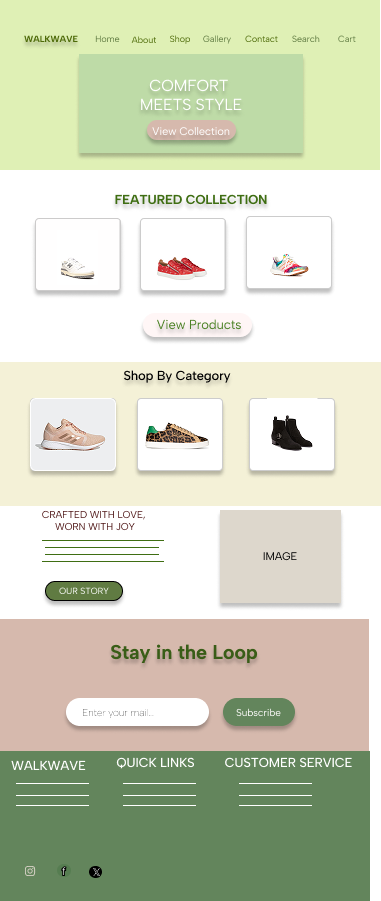 WALKWAVE Home About Shop Gallery Contact Search Cart
COMFORT
MEETS STYLE
View Collection
FEATURED COLLECTION
View Products
Shop By Category
CRAFTED WITH LOVE,
WORN WITH JOY
OUR STORY
IMAGE
Stay in the Loop
Enter your mail... Subscribe
WALKWAVE QUICK LINKS CUSTOMER SERVICE